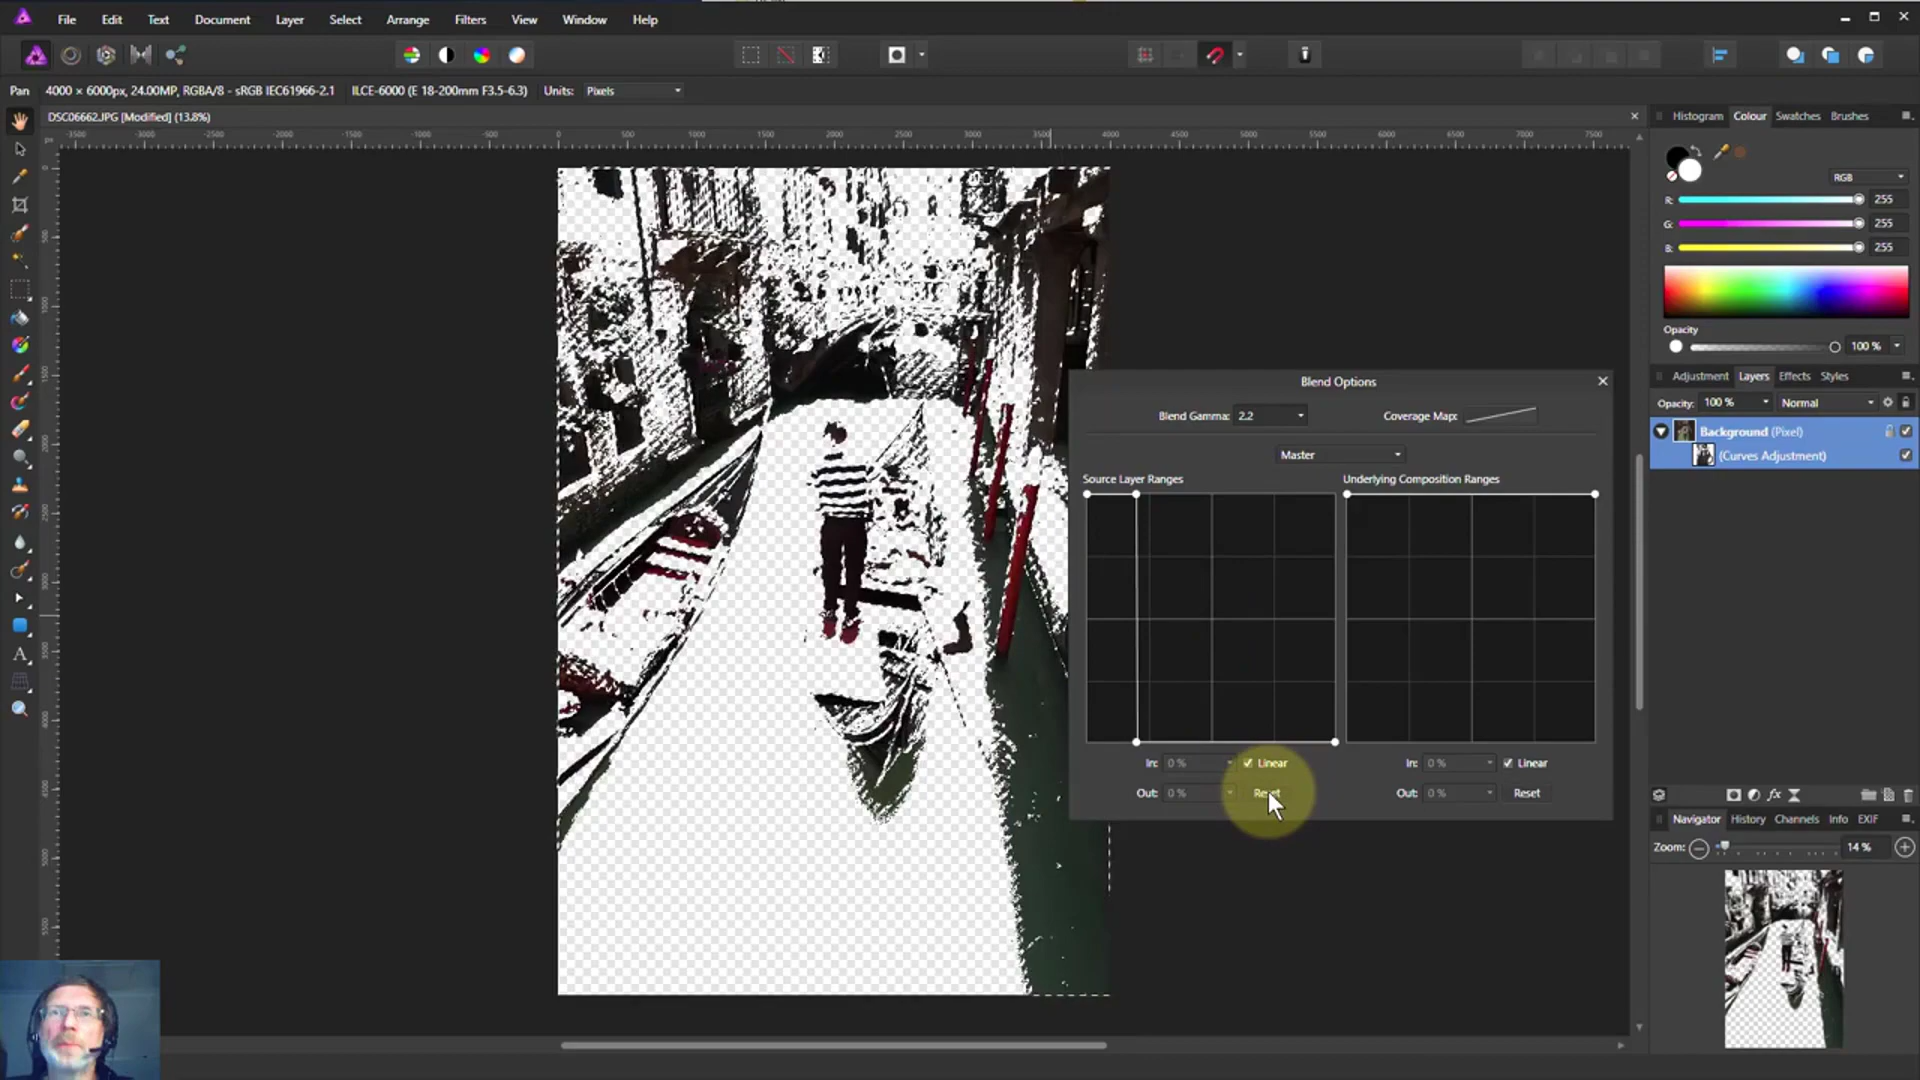 File Edit Text Document Layer Select Arrange Filters View Window Help
Pan 4000 × 6000px, 24.00MP, RGBA/8 - sRGB IEC61966-2.1 ILCE-6000 (E 18-200mm F3.5-6.3) Units: Pixels
DSC06662.JPG [Modified] (13.8%)
Histogram Colour Swatches Brushes
RGB
R: 255
G: 255
B: 255
Opacity
100 %
Adjustment Layers Effects Styles
Opacity: 100 % Normal
Background (Pixel)
(Curves Adjustment)
Blend Options
Blend Gamma: 2.2 Coverage Map:
Master
Source Layer Ranges Underlying Composition Ranges
In: 0 % Linear In: 0 % Linear
Out: 0 % Reset Out: 0 % Reset
Navigator History Channels Info EXIF
Zoom: 14 %